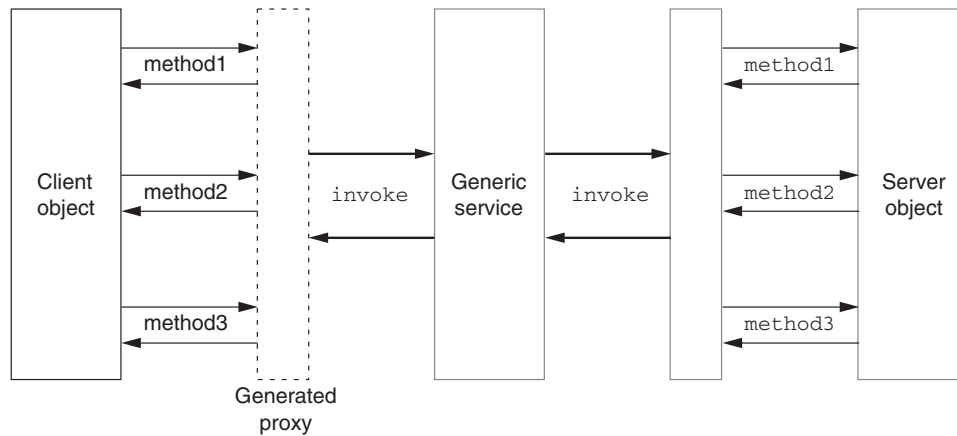 method1
method1
Client
object
method2
invoke
Generic
service
invoke
method2
Server
object
method3
method3
Generated
proxy